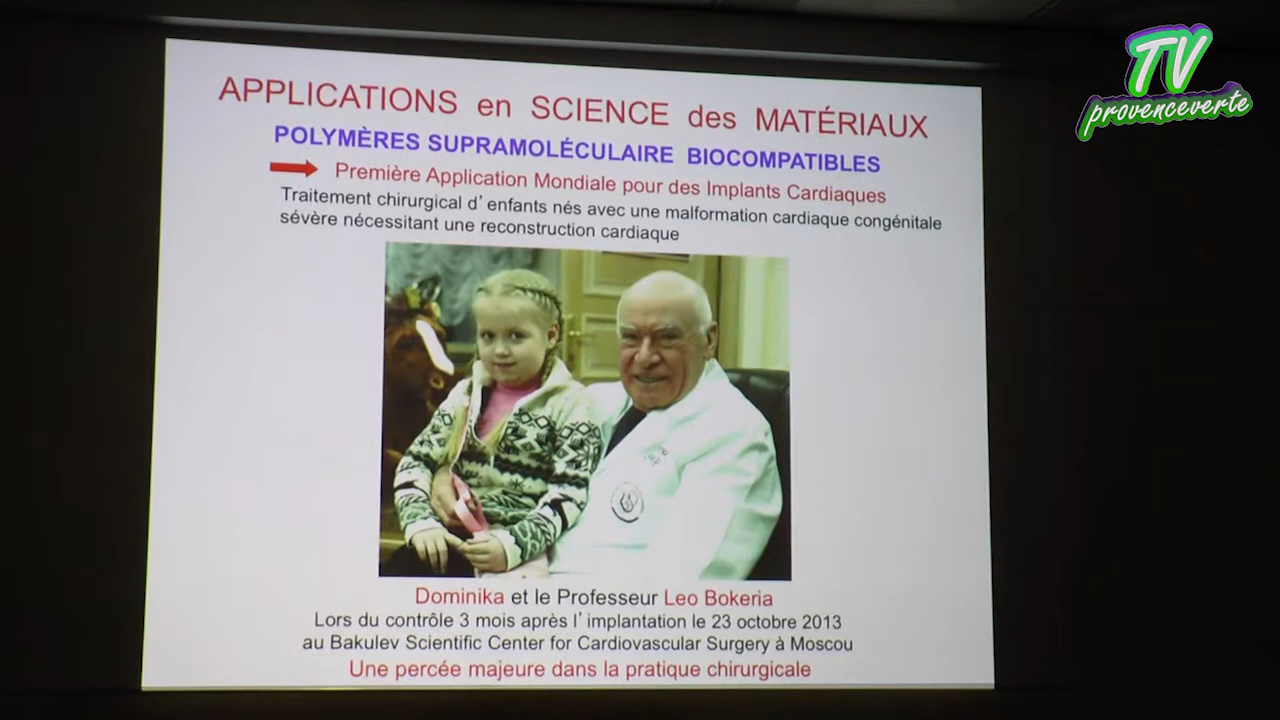 TV
provenceverte
APPLICATIONS en SCIENCE des MATÉRIAUX
POLYMÈRES SUPRAMOLÉCULAIRE BIOCOMPATIBLES
Première Application Mondiale pour des Implants Cardiaques
Traitement chirurgical d’enfants nés avec une malformation cardiaque congénitale
sévère nécessitant une reconstruction cardiaque
Dominika et le Professeur Leo Bokeria
Lors du contrôle 3 mois après l’implantation le 23 octobre 2013
au Bakulev Scientific Center for Cardiovascular Surgery à Moscou
Une percée majeure dans la pratique chirurgicale